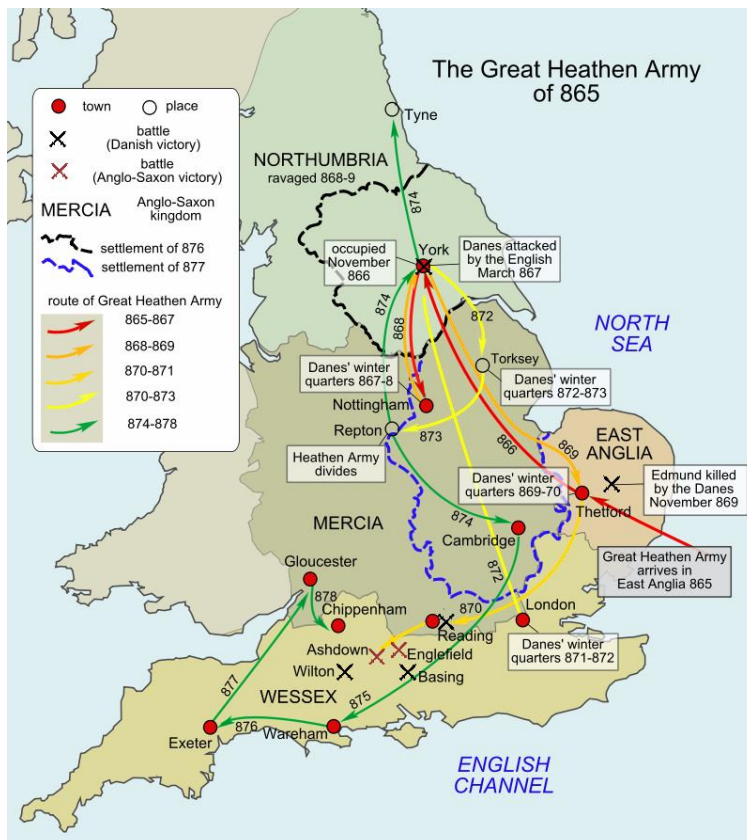 The Great Heathen Army
of 865
town
place
battle
(Danish victory)
battle
(Anglo-Saxon victory)
MERCIA
Anglo-Saxon
kingdom
settlement of 876
settlement of 877
route of Great Heathen Army
865-867
868-869
870-871
870-873
874-878
Tyne
NORTHUMBRIA
ravaged 868-9
874
occupied
November
866
York
Danes attacked
by the English
March 867
874
868
872
NORTH
SEA
Torksey
Danes' winter
quarters 867-8
Danes' winter
quarters 872-873
Nottingham
Repton
873
866
869
EAST
ANGLIA
Heathen Army
divides
Danes' winter
quarters 869-70
Edmund killed
by the Danes
November 869
Thetford
MERCIA
874
Cambridge
872
Great Heathen Army
arrives in
East Anglia 865
Gloucester
878
Chippenham
870
London
Reading
Ashdown
Englefield
Danes' winter
quarters 871-872
Wilton
Basing
877
WESSEX
875
876
Exeter
Wareham
ENGLISH
CHANNEL